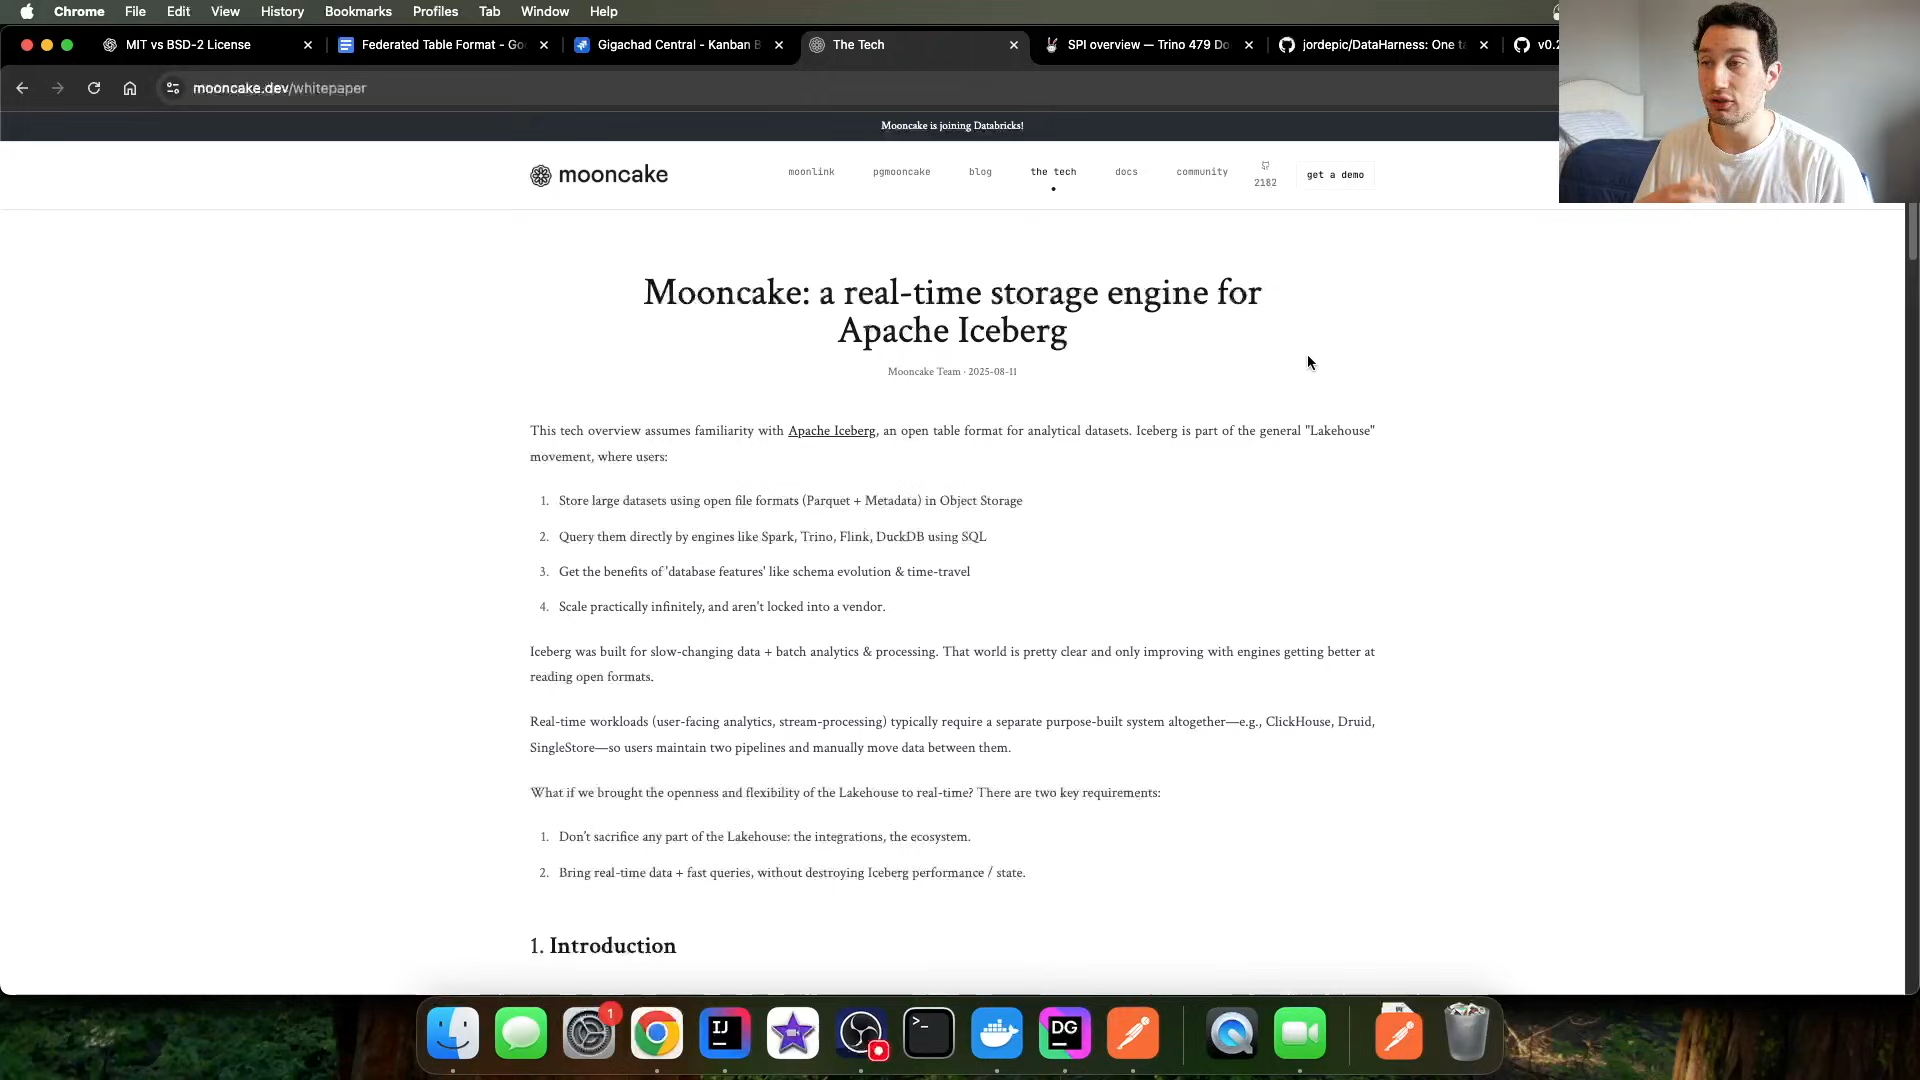 Chrome File Edit View History Bookmarks Profiles Tab Window Help
MIT vs BSD-2 License
Federated Table Format - Go
Gigachad Central - Kanban B
The Tech
SPI overview — Trino 479 Do
jordepic/DataHarness: One ta
v0.2
mooncake.dev/whitepaper
Mooncake is joining Databricks!
mooncake
moonlink
pgmooncake
blog
the tech
docs
community
2182
get a demo
Mooncake: a real-time storage engine for
Apache Iceberg
Mooncake Team · 2025-08-11
This tech overview assumes familiarity with Apache Iceberg, an open table format for analytical datasets. Iceberg is part of the general "Lakehouse"
movement, where users:
1. Store large datasets using open file formats (Parquet + Metadata) in Object Storage
2. Query them directly by engines like Spark, Trino, Flink, DuckDB using SQL
3. Get the benefits of 'database features' like schema evolution & time-travel
4. Scale practically infinitely, and aren't locked into a vendor.
Iceberg was built for slow-changing data + batch analytics & processing. That world is pretty clear and only improving with engines getting better at
reading open formats.
Real-time workloads (user-facing analytics, stream-processing) typically require a separate purpose-built system altogether—e.g., ClickHouse, Druid,
SingleStore—so users maintain two pipelines and manually move data between them.
What if we brought the openness and flexibility of the Lakehouse to real-time? There are two key requirements:
1. Don't sacrifice any part of the Lakehouse: the integrations, the ecosystem.
2. Bring real-time data + fast queries, without destroying Iceberg performance / state.
1. Introduction
1
IJ
>_
DG